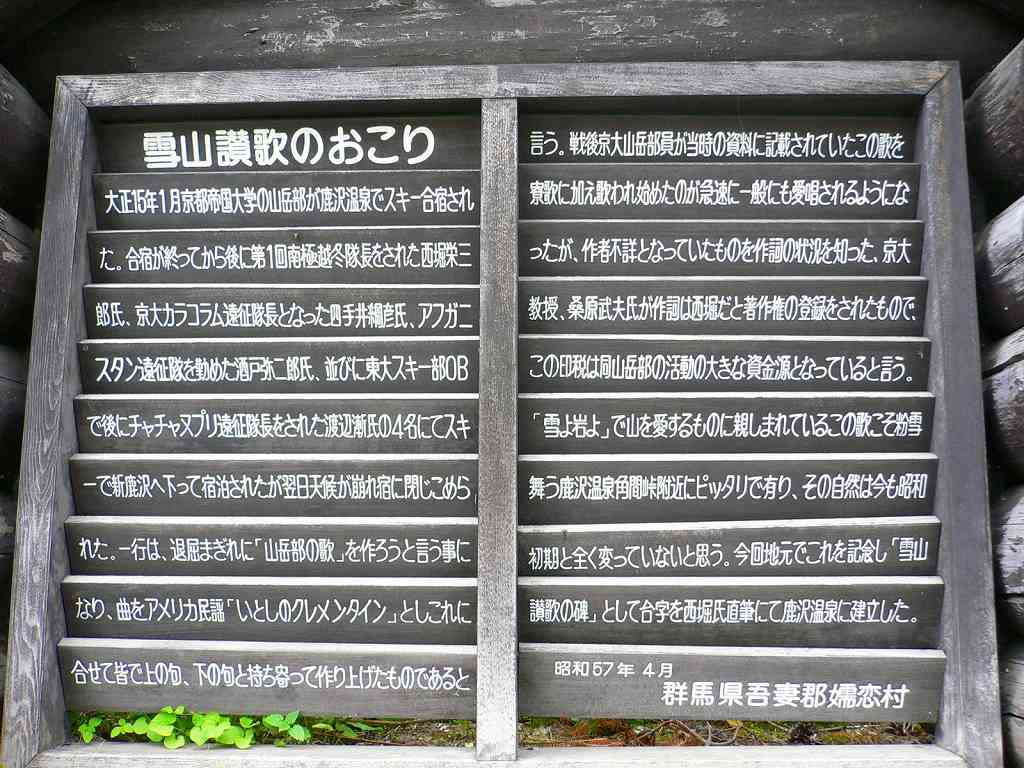 雪山讃歌のおこり
大正15年1月京都帝国大学の山岳部が鹿沢温泉でスキー合宿され
た。合宿が終ってから後に第1回南極越冬隊長をされた西堀栄三
郎氏、京大カラコラム遠征隊長となった四手井綱彦氏、アフガニ
スタン遠征隊を勤めた酒戸弥二郎氏、並びに東大スキー部OB
で後にチャチャヌプリ遠征隊長をされた渡辺漸氏の4名にてスキ
ーで新鹿沢へ下って宿泊されたが翌日天候が崩れ宿に閉じこめら
れた。一行は、退屈まぎれに「山岳部の歌」を作ろうと言う事に
なり、曲をアメリカ民謡「いとしのクレメンタイン」としこれに
合せて皆で上の句、下の句と持ち寄って作り上げたものであると
言う。戦後京大山岳部員が当時の資料に記載されていたこの歌を
寮歌に加え歌われ始めたのが急速に一般にも愛唱されるようにな
ったが、作者不詳となっていたものを作詞の状況を知った、京大
教授、桑原武夫氏が作詞は西堀だと著作権の登録をされたもので、
この印税は同山岳部の活動の大きな資金源となっていると言う。
「雪よ岩よ」で山を愛するものに親しまれているこの歌こそ粉雪
舞う鹿沢温泉角間峠附近にピッタリで有り、その自然は今も昭和
初期と全く変っていないと思う。今回地元でこれを記念し「雪山
讃歌の碑」として台字を西堀氏直筆にて鹿沢温泉に建立した。
昭和57年 4月
群馬県吾妻郡嬬恋村